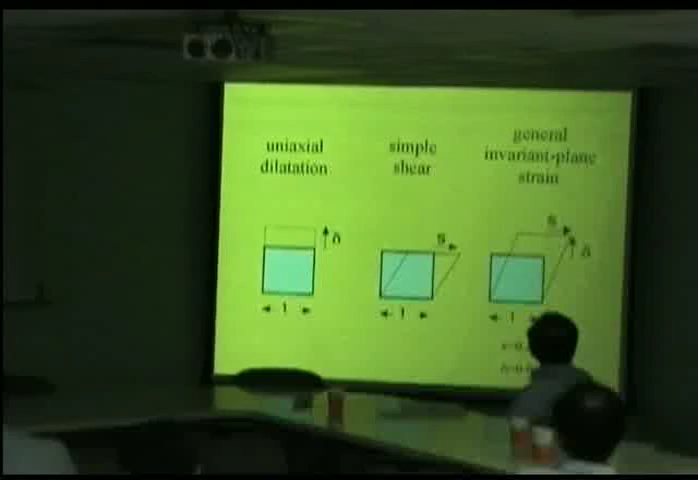 uniaxial
dilatation
simple
shear
general
invariant-plane
strain
δ
s
s
δ
1
1
1